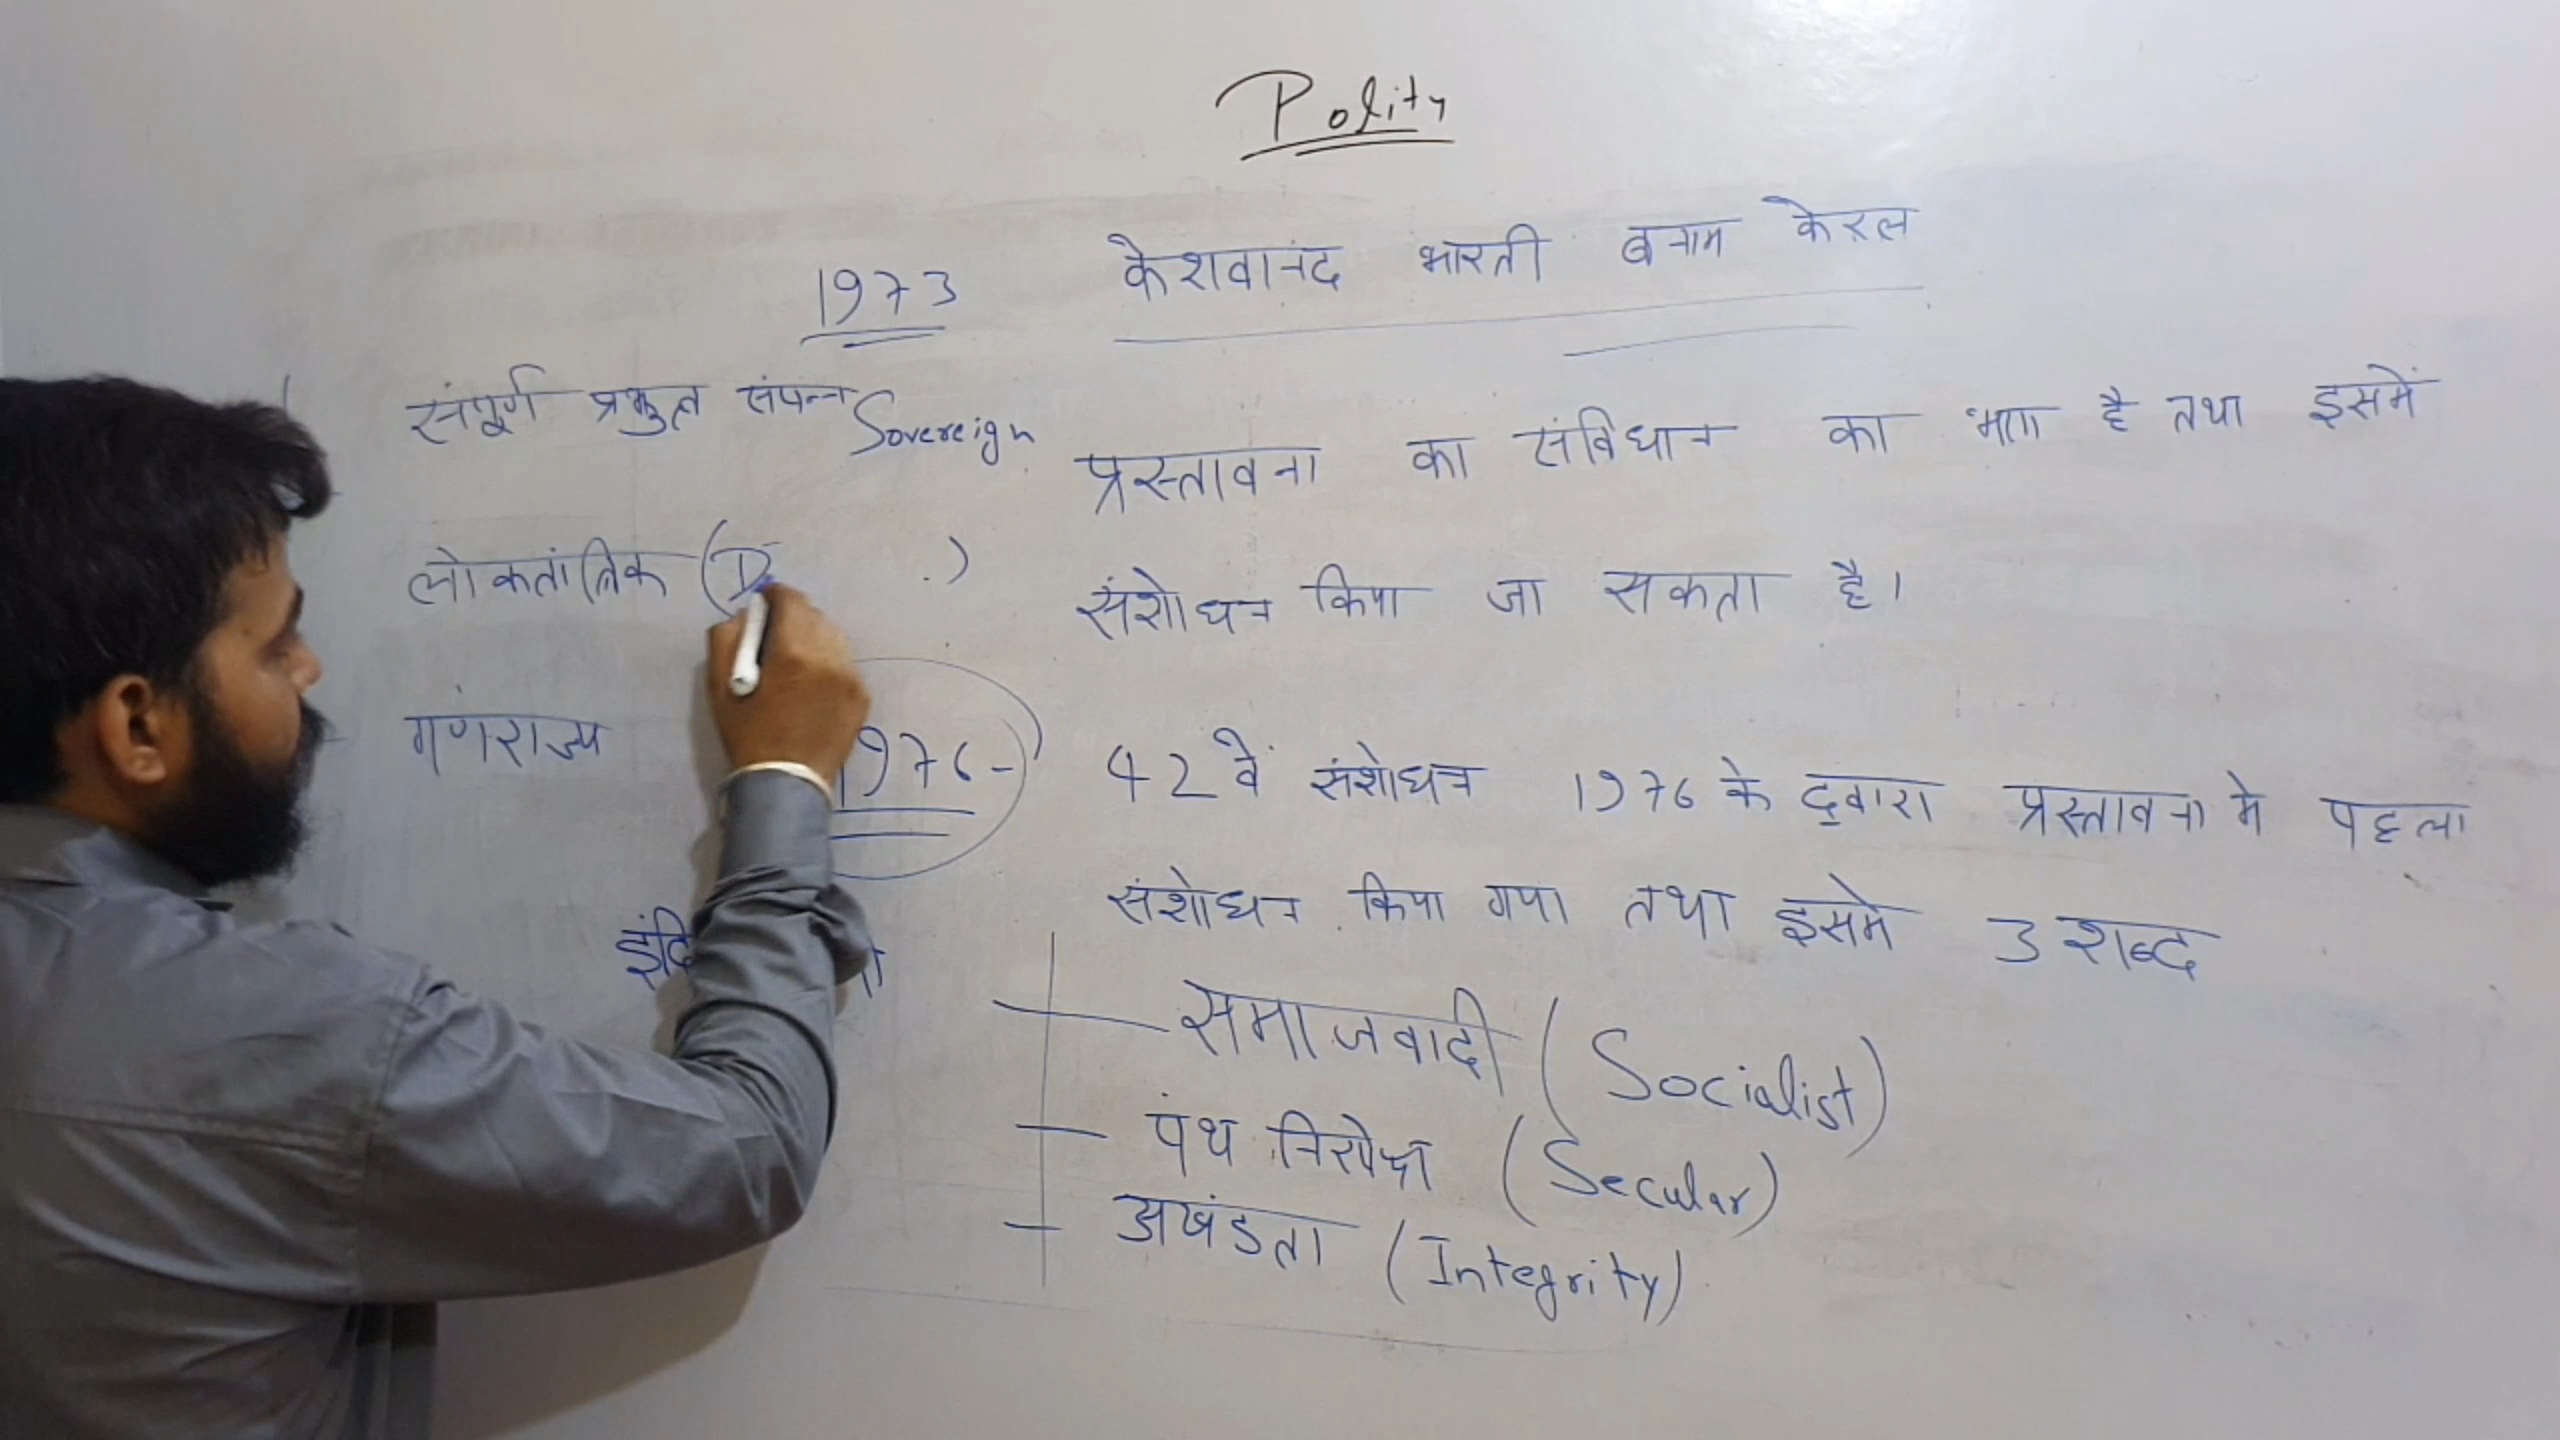 Polity
1973 केशवानंद भारती बनाम केरल
संपूर्ण प्रभुत्व संपन्न Sovereign
प्रस्तावना का संविधान का भाग है तथा इसमें
लोकतांत्रिक (D )
संशोधन किया जा सकता है।
गणराज्य
1976 - 42 वें संशोधन 1976 के द्वारा प्रस्तावना मे पहला
संशोधन किया गया तथा इसमे 3 शब्द
समाजवादी (Socialist)
पंथ निरपेक्ष (Secular)
अखंडता (Integrity)